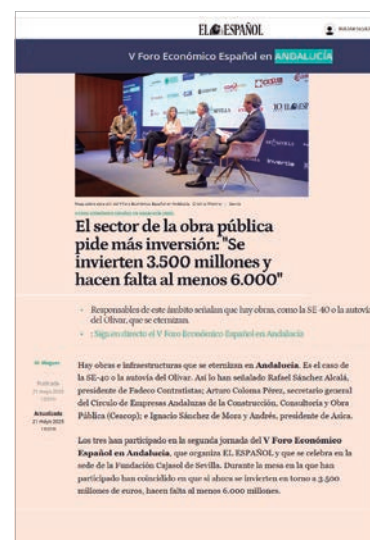 EL ESPAÑOL
V Foro Económico Español en ANDALUCÍA
SEVILLA
invertia
El sector de la obra pública
pide más inversión: "Se
invierten 3.500 millones y
hacen falta al menos 6.000"
Responsables de este ámbito señalan que hay obras, como la SE-40 o la autovía
del Olivar, que se eternizan.
: Siga en directo el V Foro Económico Español en Andalucía
Publicada
21 mayo 2025
Actualizada
21 mayo 2025
Hay obras e infraestructuras que se eternizan en Andalucía. Es el caso de
la SE-40 o la autovía del Olivar. Así lo han señalado Rafael Sánchez Alcalá,
presidente de Fadeco Contratistas; Arturo Coloma Pérez, secretario general
del Círculo de Empresas Andaluzas de la Construcción, Consultoría y Obra
Pública (Ceacop); e Ignacio Sánchez de Mora y Andrés, presidente de Asica.
Los tres han participado en la segunda jornada del V Foro Económico
Español en Andalucía, que organiza EL ESPAÑOL y que se celebra en la
sede de la Fundación Cajasol de Sevilla. Durante la mesa en la que han
participado han coincidido en que si ahora se invierten en torno a 3.500
millones de euros, hacen falta al menos 6.000 millones.